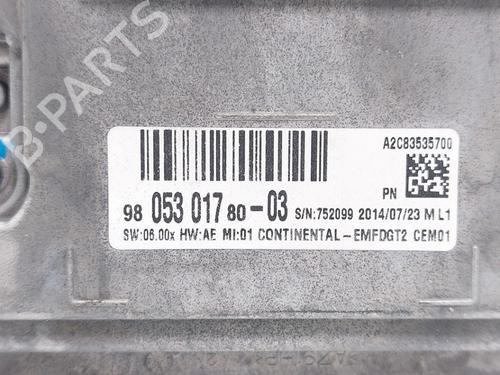 B-PARTS
A2C83535700
PN
98 053 017 80-03 S/N:752099 2014/07/23 M L1
SW:06.00x HW:AE MI:01 CONTINENTAL-EMFDGT2 CEM01